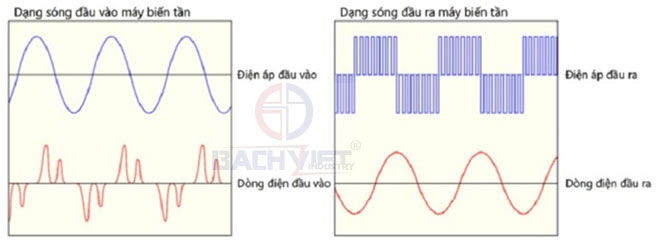 Dạng sóng đầu vào máy biến tần
Điện áp đầu vào
Dòng điện đầu vào
Dạng sóng đầu ra máy biến tần
Điện áp đầu ra
Dòng điện đầu ra
BACHVIET®
INDUSTRY